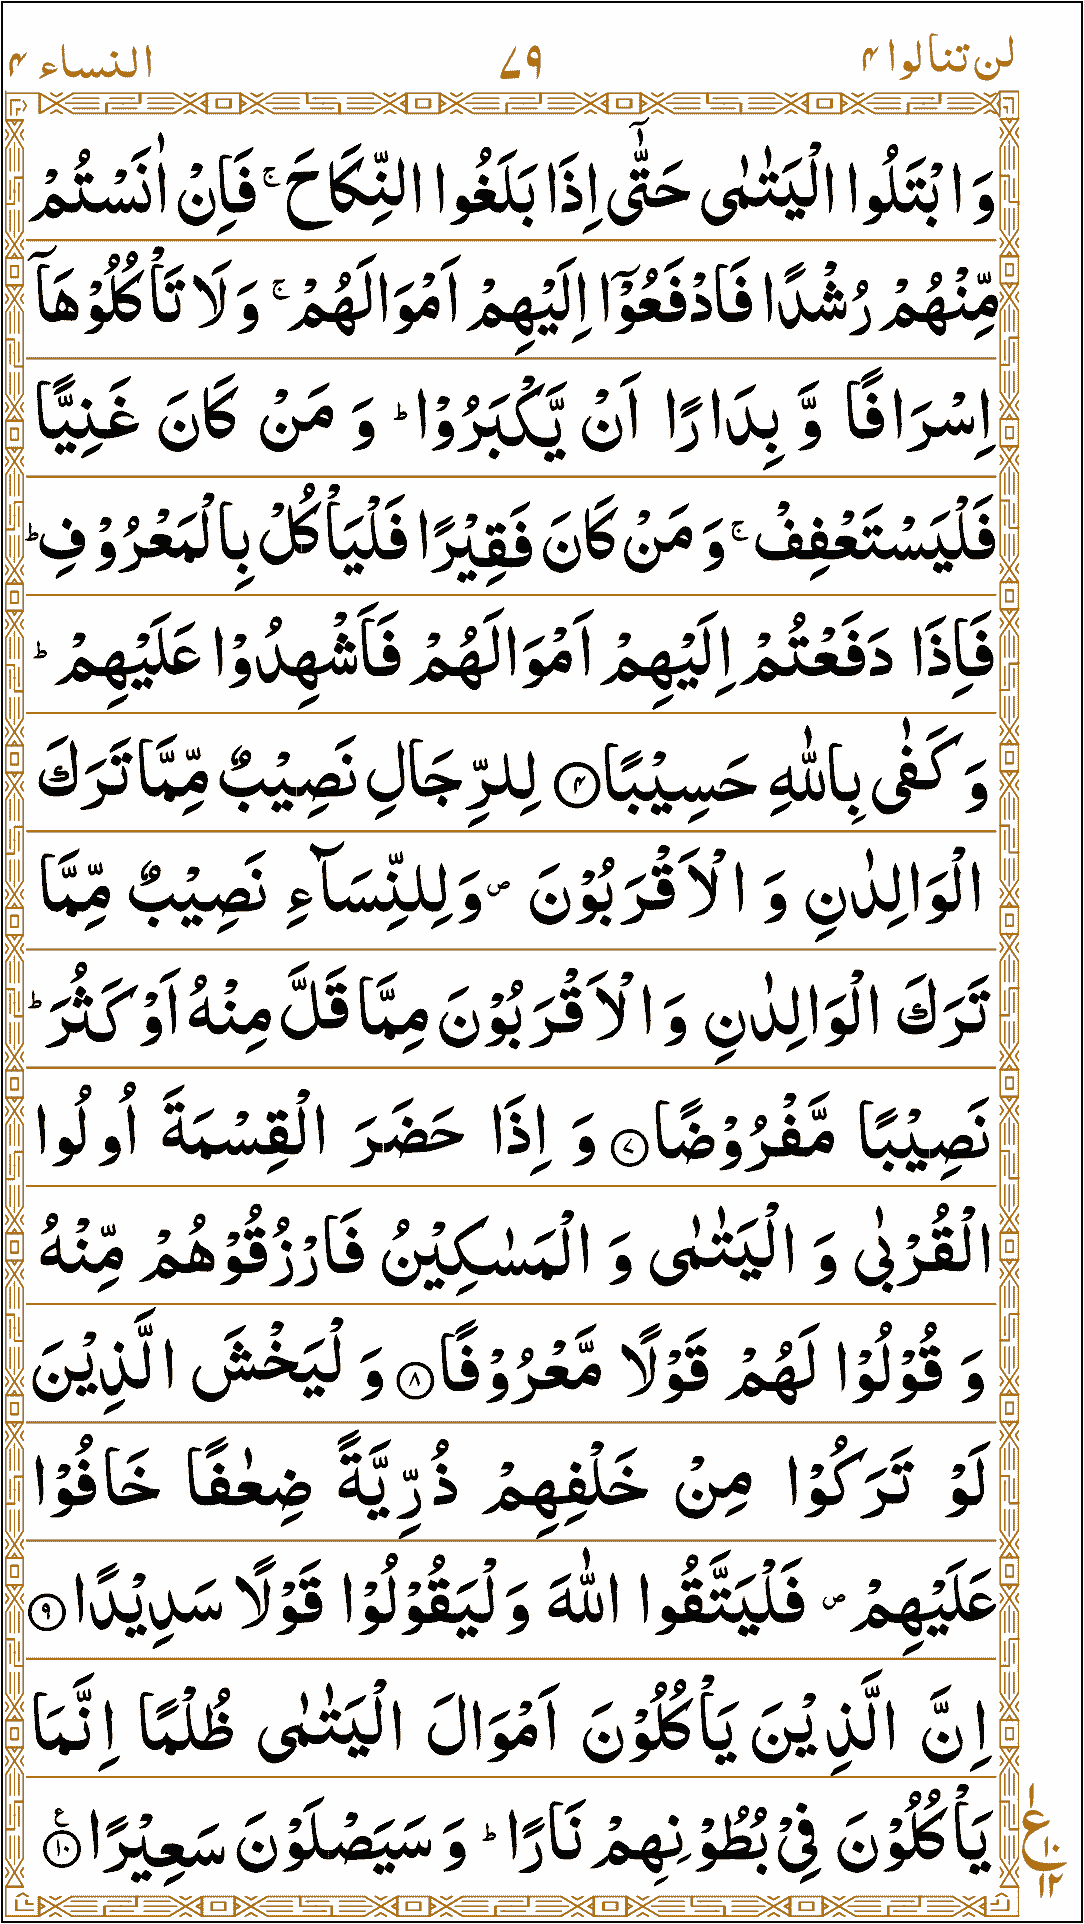 لن تنالوا ۴ ۷۹ النساء ۴
وَ ابْتَلُوا الْیَتٰمٰى حَتّٰۤى اِذَا بَلَغُوا النِّكَاحَ ۚ فَاِنْ اٰنَسْتُمْ
مِّنْهُمْ رُشْدًا فَادْفَعُوْۤا اِلَیْهِمْ اَمْوَالَهُمْ ۚ وَ لَا تَاْكُلُوْهَاۤ
اِسْرَافًا وَّ بِدَارًا اَنْ یَّكْبَرُوْا ؕ وَ مَنْ كَانَ غَنِیًّا
فَلْیَسْتَعْفِفْ ۚ وَ مَنْ كَانَ فَقِیْرًا فَلْیَاْكُلْ بِالْمَعْرُوْفِ ؕ
فَاِذَا دَفَعْتُمْ اِلَیْهِمْ اَمْوَالَهُمْ فَاَشْهِدُوْا عَلَیْهِمْ ؕ
وَ كَفٰى بِاللّٰهِ حَسِیْبًا ۴ لِلرِّجَالِ نَصِیْبٌ مِّمَّا تَرَكَ
الْوَالِدٰنِ وَ الْاَقْرَبُوْنَ ۪ وَ لِلنِّسَآءِ نَصِیْبٌ مِّمَّا
تَرَكَ الْوَالِدٰنِ وَ الْاَقْرَبُوْنَ مِمَّا قَلَّ مِنْهُ اَوْ كَثُرَ ؕ
نَصِیْبًا مَّفْرُوْضًا ۷ وَ اِذَا حَضَرَ الْقِسْمَةَ اُولُوا
الْقُرْبٰى وَ الْیَتٰمٰى وَ الْمَسٰكِیْنُ فَارْزُقُوْهُمْ مِّنْهُ
وَ قُوْلُوْا لَهُمْ قَوْلًا مَّعْرُوْفًا ۸ وَ لْیَخْشَ الَّذِیْنَ
لَوْ تَرَكُوْا مِنْ خَلْفِهِمْ ذُرِّیَّةً ضِعٰفًا خَافُوْا
عَلَیْهِمْ ۪ فَلْیَتَّقُوا اللّٰهَ وَ لْیَقُوْلُوْا قَوْلًا سَدِیْدًا ۹
اِنَّ الَّذِیْنَ یَاْكُلُوْنَ اَمْوَالَ الْیَتٰمٰى ظُلْمًا اِنَّمَا
یَاْكُلُوْنَ فِیْ بُطُوْنِهِمْ نَارًا ؕ وَ سَیَصْلَوْنَ سَعِیْرًا ۱۰ ع
۱
ع ۱۰
۱۲